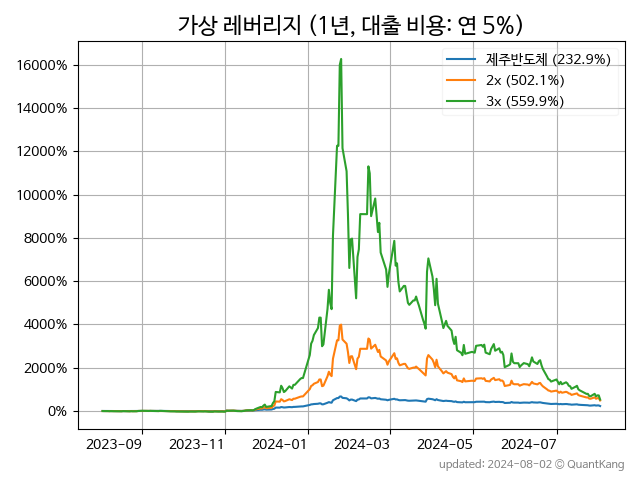 가상 레버리지 (1년, 대출 비용: 연 5%)
제주반도체 (232.9%)
2x (502.1%)
3x (559.9%)
16000%
14000%
12000%
10000%
8000%
6000%
4000%
2000%
0%
2023-09 2023-11 2024-01 2024-03 2024-05 2024-07
updated: 2024-08-02 © QuantKang